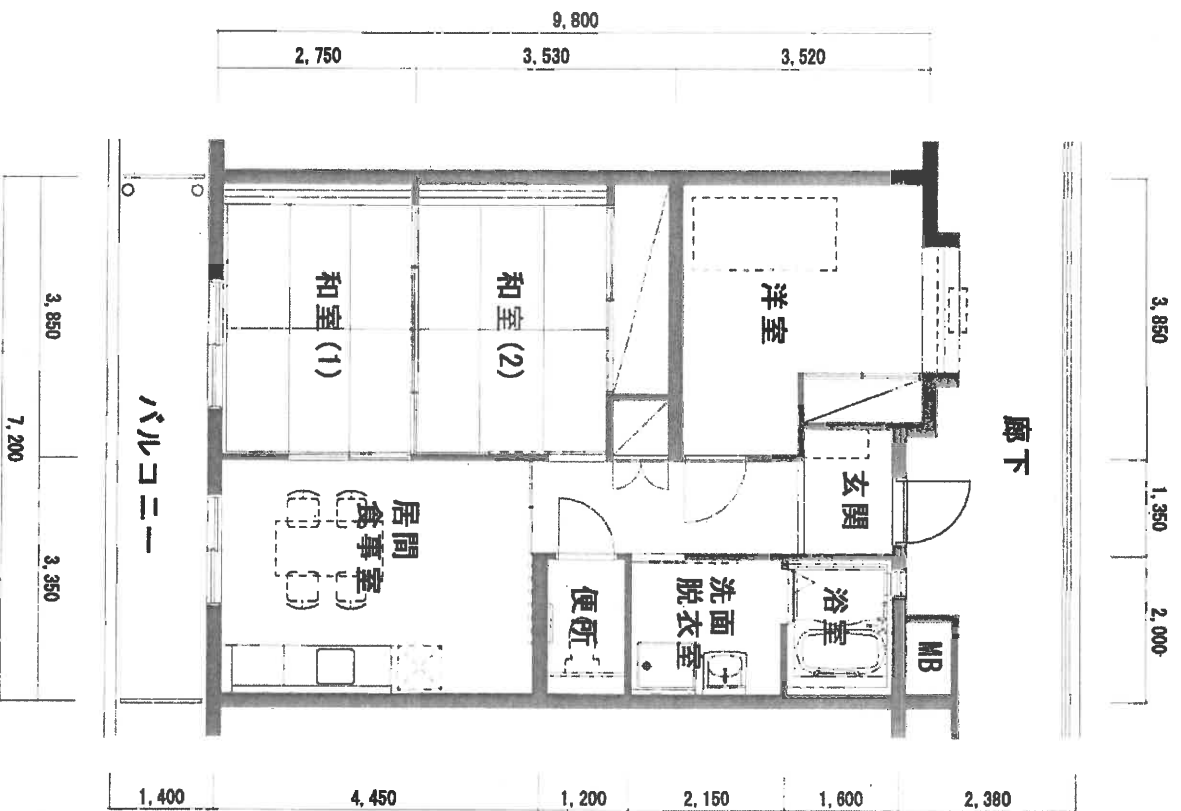 9,800
2,750
3,530
3,520
3,850
7,200
3,350
バルコニー
和室(1)
和室(2)
洋室
居間
食事室
便所
洗面
脱衣室
浴室
玄関
MB
廊下
3,850
1,350
2,000
1,400
4,450
1,200
2,150
1,600
2,380